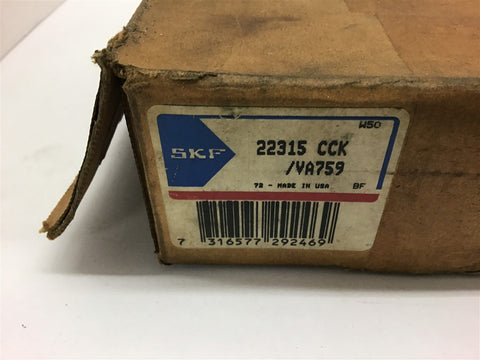 W50
SKF
22315 CCK
/VA759
72 - MADE IN USA BF
7 316577 292469